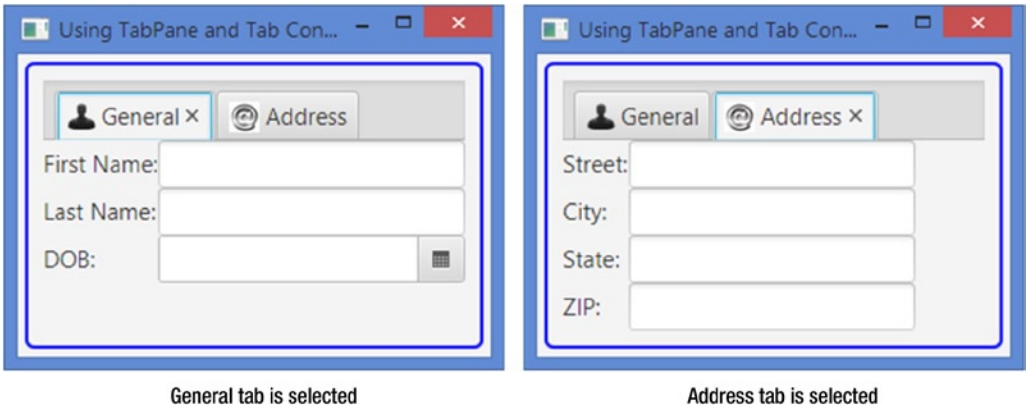 Using TabPane and Tab Con...
General
Address
First Name:
Last Name:
DOB:
General tab is selected
Using TabPane and Tab Con...
General
Address
Street:
City:
State:
ZIP:
Address tab is selected